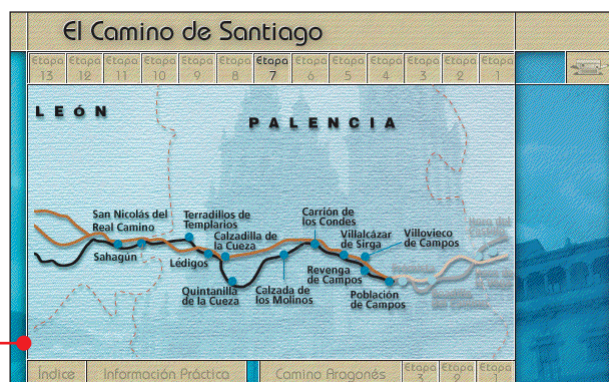 El Camino de Santiago
Etapa 13
Etapa 12
Etapa 11
Etapa 10
Etapa 9
Etapa 8
Etapa 7
Etapa 6
Etapa 5
Etapa 4
Etapa 3
Etapa 2
Etapa 1
LEÓN
PALENCIA
San Nicolás del
Real Camino
Sahagún
Terradillos de
Templarios
Lédigos
Calzadilla de
la Cueza
Quintanilla
de la Cueza
Calzada de
los Molinos
Carrión de
los Condes
Villalcázar
de Sirga
Revenga
de Campos
Villovieco
de Campos
Población
de Campos
Índice
Información Práctica
Camino Aragonés
Etapa 3
Etapa 2
Etapa 1